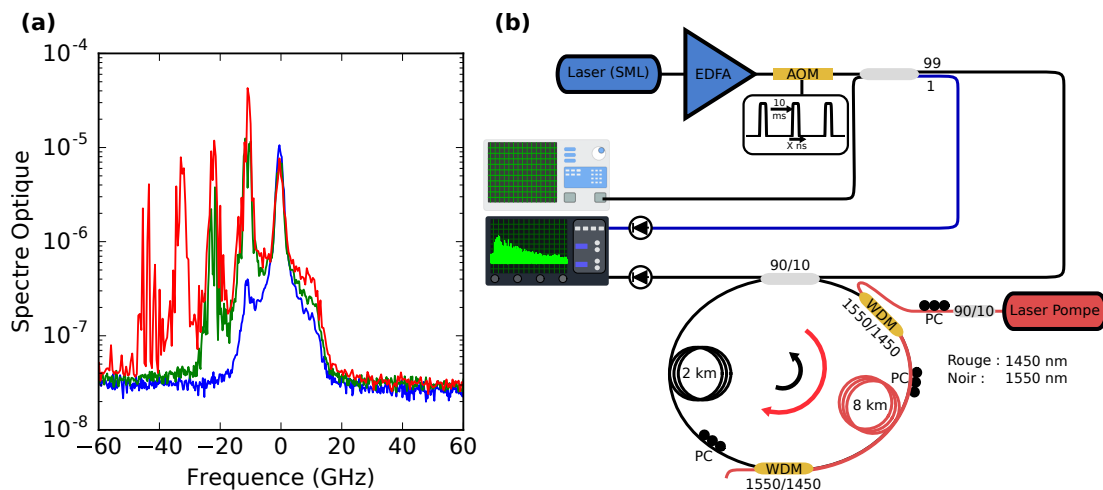 (a)
Spectre Optique
10⁻⁴
10⁻⁵
10⁻⁶
10⁻⁷
10⁻⁸
−60 −40 −20 0 20 40 60
Frequence (GHz)
(b)
Laser (SML)
EDFA
AOM
99
1
10
ms
X ns
90/10
WDM
1550/1450
PC
90/10
Laser Pompe
Rouge : 1450 nm
Noir : 1550 nm
2 km
PC
8 km
PC
WDM
1550/1450